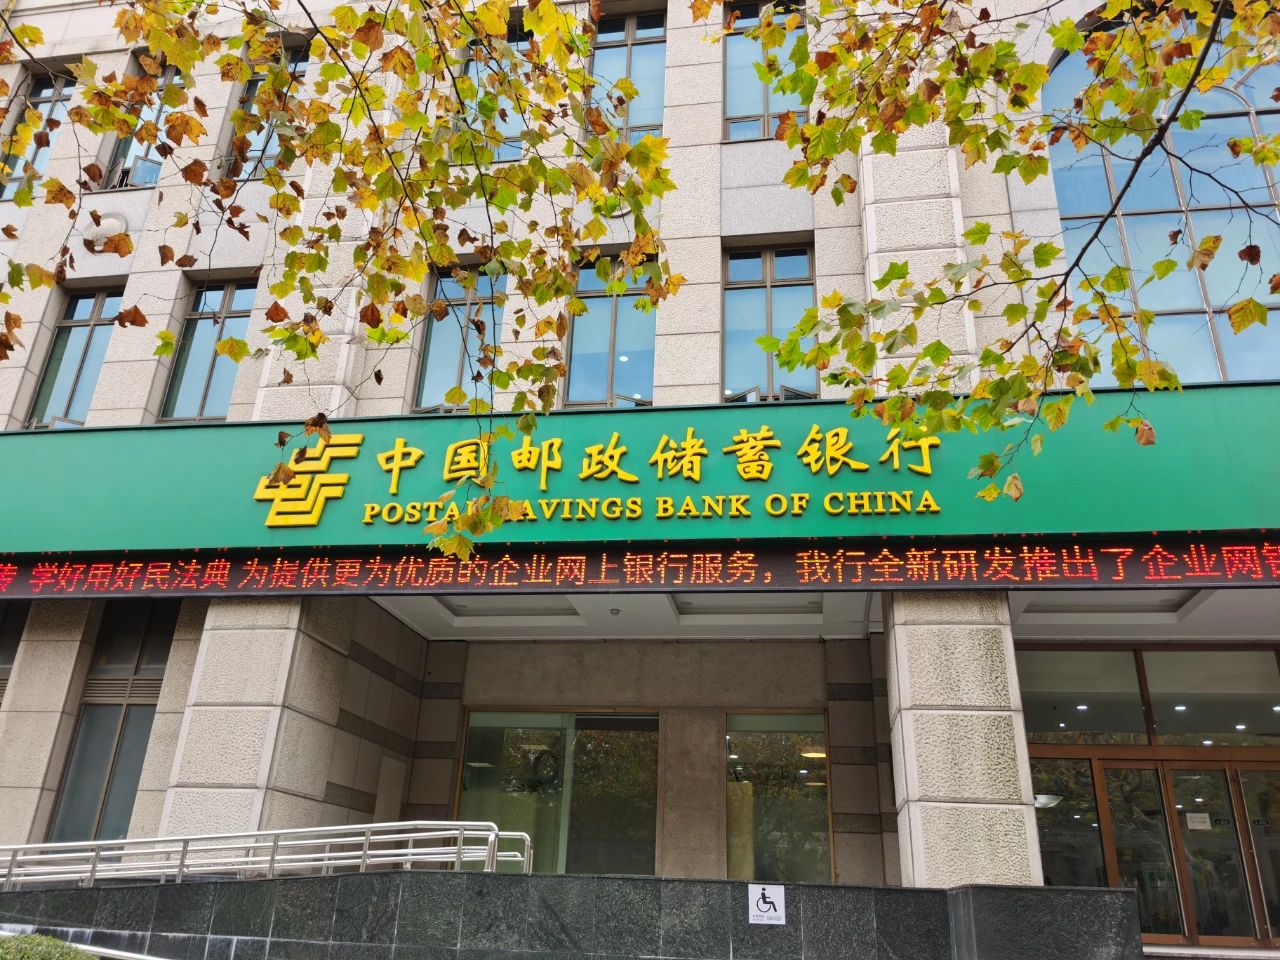 中国邮政储蓄银行
POSTAL SAVINGS BANK OF CHINA
学好用好民法典 为提供更为优质的企业网上银行服务，我行全新研发推出了企业网